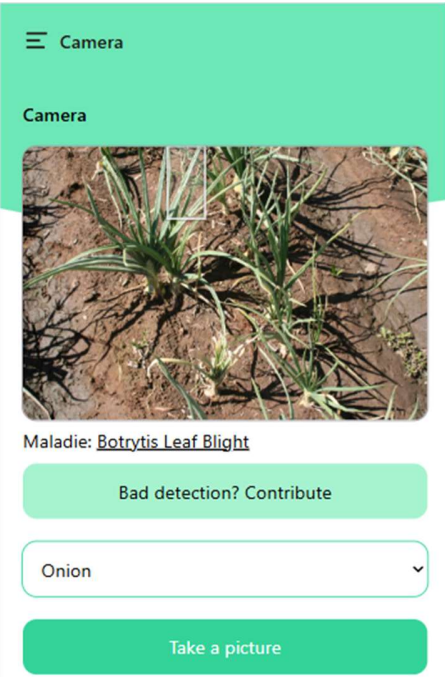 Camera
Camera
Maladie: Botrytis Leaf Blight
Bad detection? Contribute
Onion
Take a picture